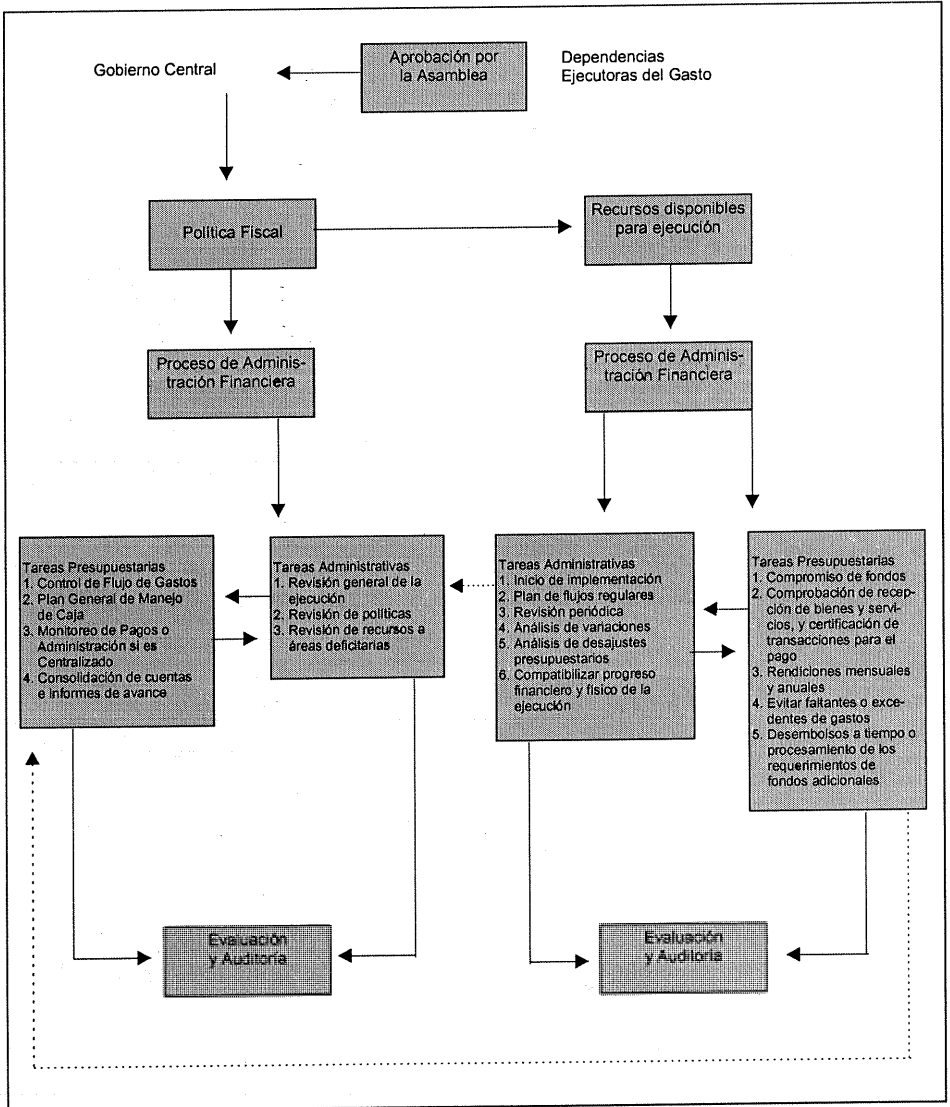 Gobierno Central
Aprobación por
la Asamblea
Dependencias
Ejecutoras del Gasto
Política Fiscal
Recursos disponibles
para ejecución
Proceso de Adminis-
tración Financiera
Proceso de Adminis-
tración Financiera
Tareas Presupuestarias
1. Control de Flujo de Gastos
2. Plan General de Manejo
de Caja
3. Monitoreo de Pagos o
Administración si es
Centralizado
4. Consolidación de cuentas
e informes de avance
Tareas Administrativas
1. Revisión general de la
ejecución
2. Revisión de políticas
3. Revisión de recursos a
áreas deficitarias
Tareas Administrativas
1. Inicio de implementación
2. Plan de flujos regulares
3. Revisión periódica
4. Análisis de variaciones
5. Análisis de desajustes
presupuestarios
6. Compatibilizar progreso
financiero y físico de la
ejecución
Tareas Presupuestarias
1. Compromiso de fondos
2. Comprobación de recep-
ción de bienes y servi-
cios, y certificación de
transacciones para el
pago
3. Rendiciones mensuales
y anuales
4. Evitar faltantes o exce-
dentes de gastos
5. Desembolsos a tiempo o
procesamiento de los
requerimientos de
fondos adicionales
Evaluación
y Auditoría
Evaluación
y Auditoría